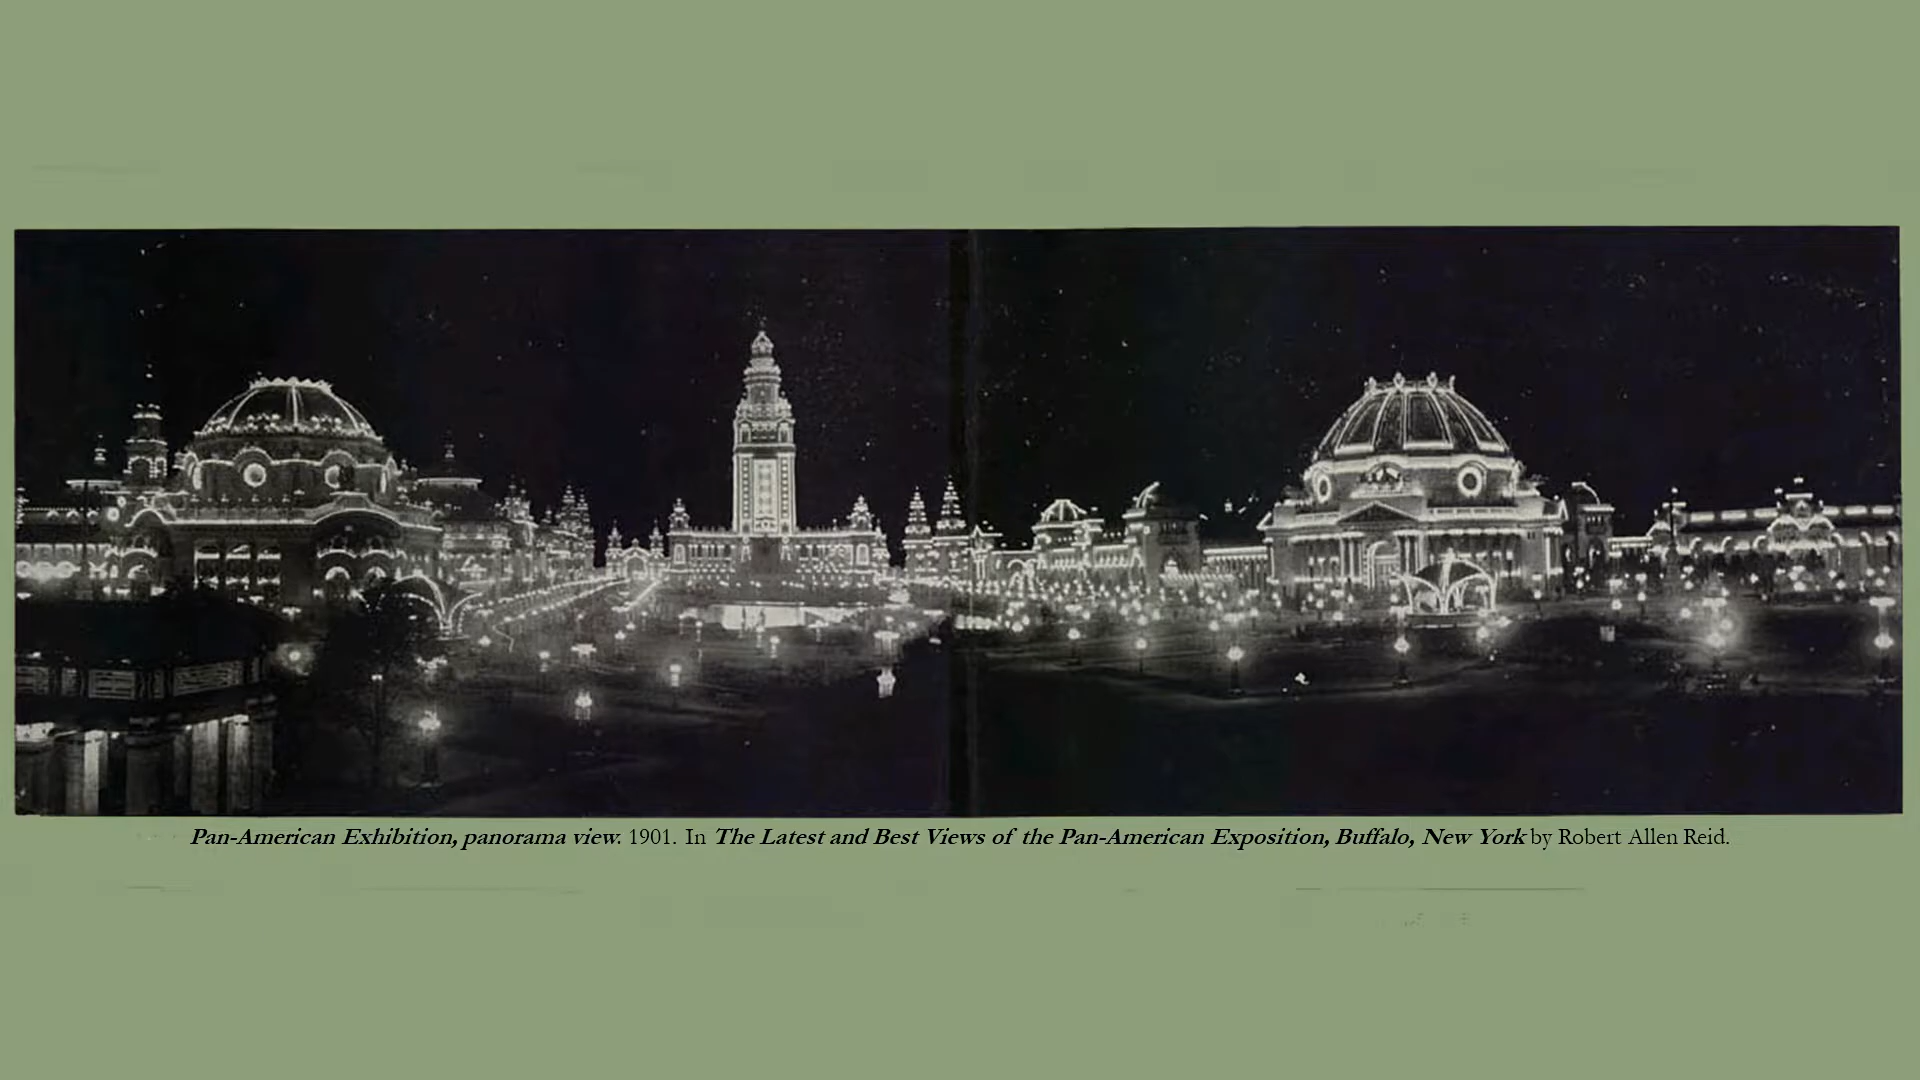 Pan-American Exhibition, panorama view. 1901. In The Latest and Best Views of the Pan-American Exposition, Buffalo, New York by Robert Allen Reid.